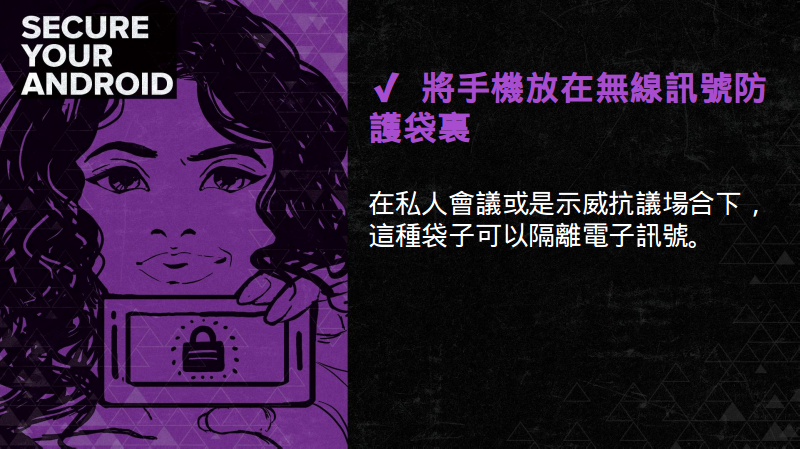 SECURE
YOUR
ANDROID
✓ 將手機放在無線訊號防
護袋裏
在私人會議或是示威抗議場合下，
這種袋子可以隔離電子訊號。